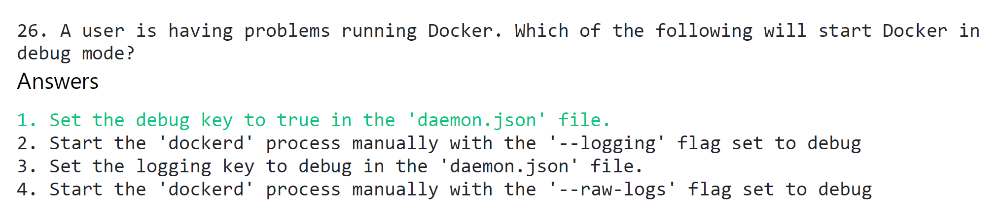 26. A user is having problems running Docker. Which of the following will start Docker in
debug mode?
Answers
1. Set the debug key to true in the 'daemon.json' file.
2. Start the 'dockerd' process manually with the '--logging' flag set to debug
3. Set the logging key to debug in the 'daemon.json' file.
4. Start the 'dockerd' process manually with the '--raw-logs' flag set to debug